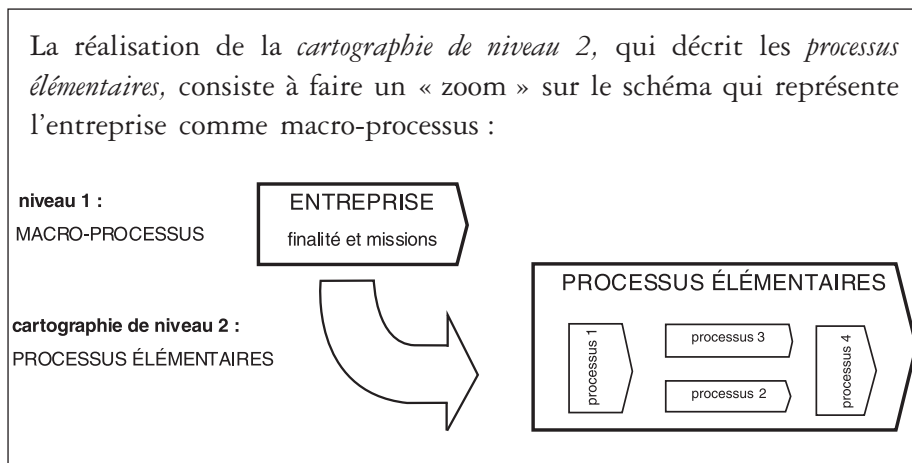 La réalisation de la cartographie de niveau 2, qui décrit les processus
élémentaires, consiste à faire un « zoom » sur le schéma qui représente
l'entreprise comme macro-processus :
niveau 1 :
MACRO-PROCESSUS
ENTREPRISE
finalité et missions
cartographie de niveau 2 :
PROCESSUS ÉLÉMENTAIRES
PROCESSUS ÉLÉMENTAIRES
processus 1
processus 3
processus 2
processus 4